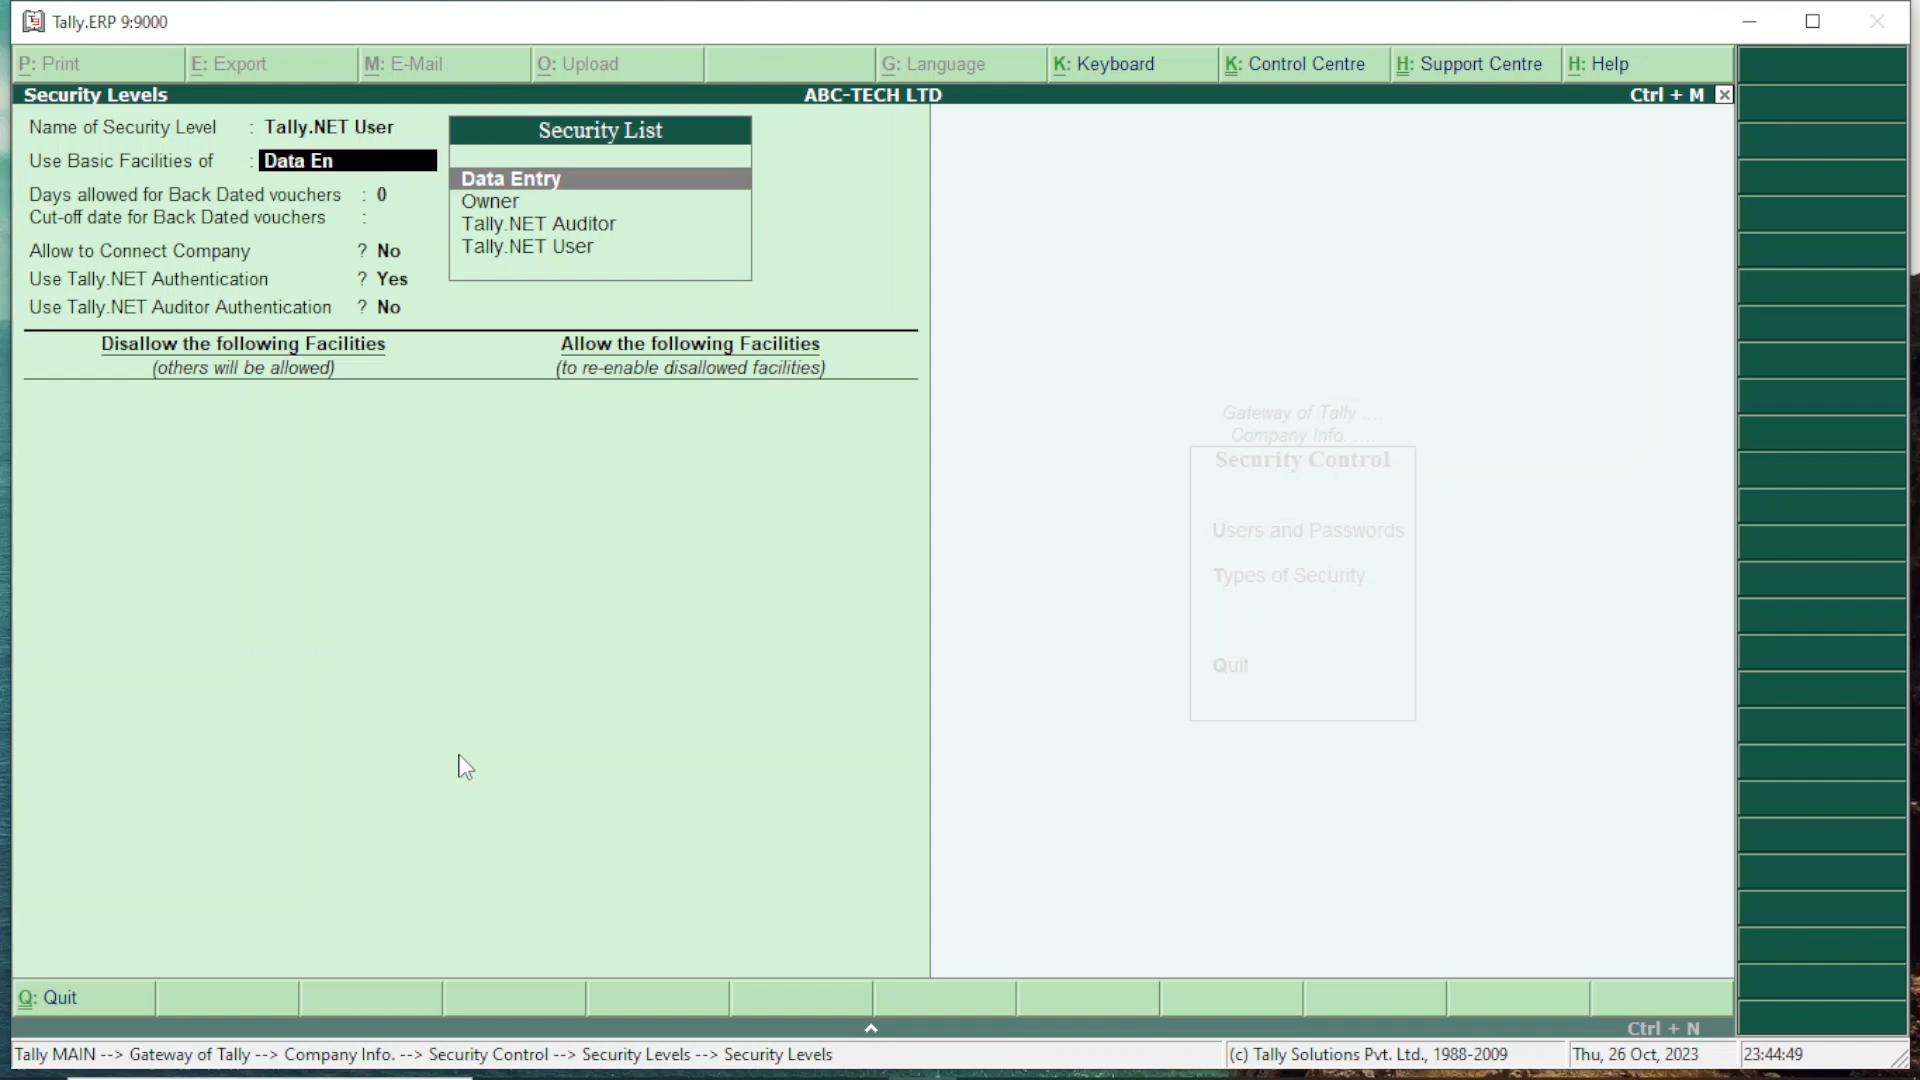 Tally.ERP 9:9000
P: Print
E: Export
M: E-Mail
O: Upload
G: Language
K: Keyboard
K: Control Centre
H: Support Centre
H: Help
Security Levels
ABC-TECH LTD
Ctrl + M
Name of Security Level : Tally.NET User
Use Basic Facilities of : Data En
Days allowed for Back Dated vouchers : 0
Cut-off date for Back Dated vouchers :
Allow to Connect Company ? No
Use Tally.NET Authentication ? Yes
Use Tally.NET Auditor Authentication ? No
Security List
Data Entry
Owner
Tally.NET Auditor
Tally.NET User
Disallow the following Facilities
(others will be allowed)
Allow the following Facilities
(to re-enable disallowed facilities)
Gateway of Tally ....
Company Info. ....
Security Control
Users and Passwords
Types of Security
Quit
Q: Quit
Ctrl + N
Tally MAIN --> Gateway of Tally --> Company Info. --> Security Control --> Security Levels --> Security Levels
(c) Tally Solutions Pvt. Ltd., 1988-2009
Thu, 26 Oct, 2023
23:44:49